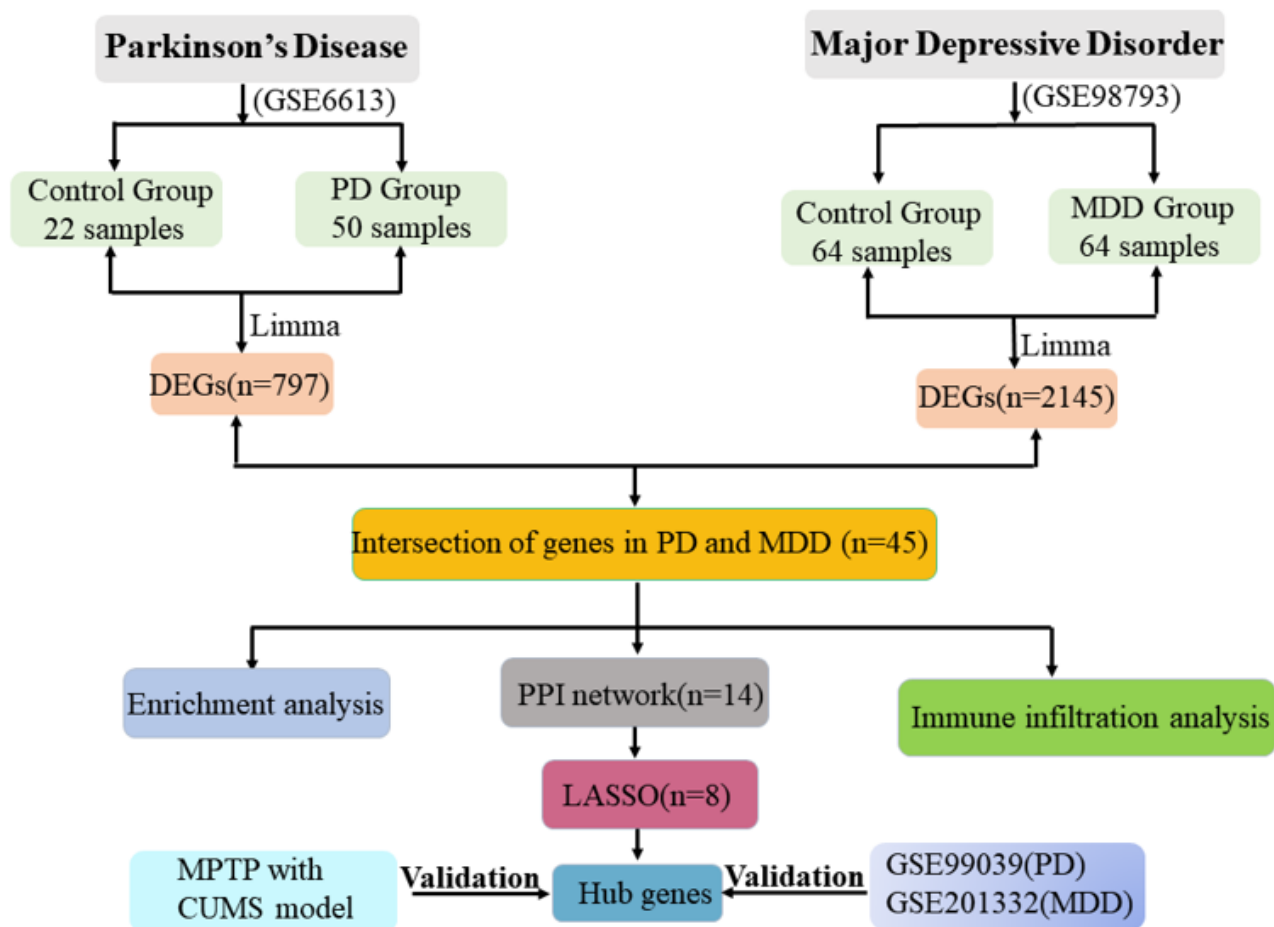 Parkinson's Disease
Major Depressive Disorder
(GSE6613)
(GSE98793)
Control Group
22 samples
PD Group
50 samples
Control Group
64 samples
MDD Group
64 samples
Limma
Limma
DEGs(n=797)
DEGs(n=2145)
Intersection of genes in PD and MDD (n=45)
Enrichment analysis
PPI network(n=14)
Immune infiltration analysis
LASSO(n=8)
MPTP with
CUMS model
Validation
Hub genes
Validation
GSE99039(PD)
GSE201332(MDD)